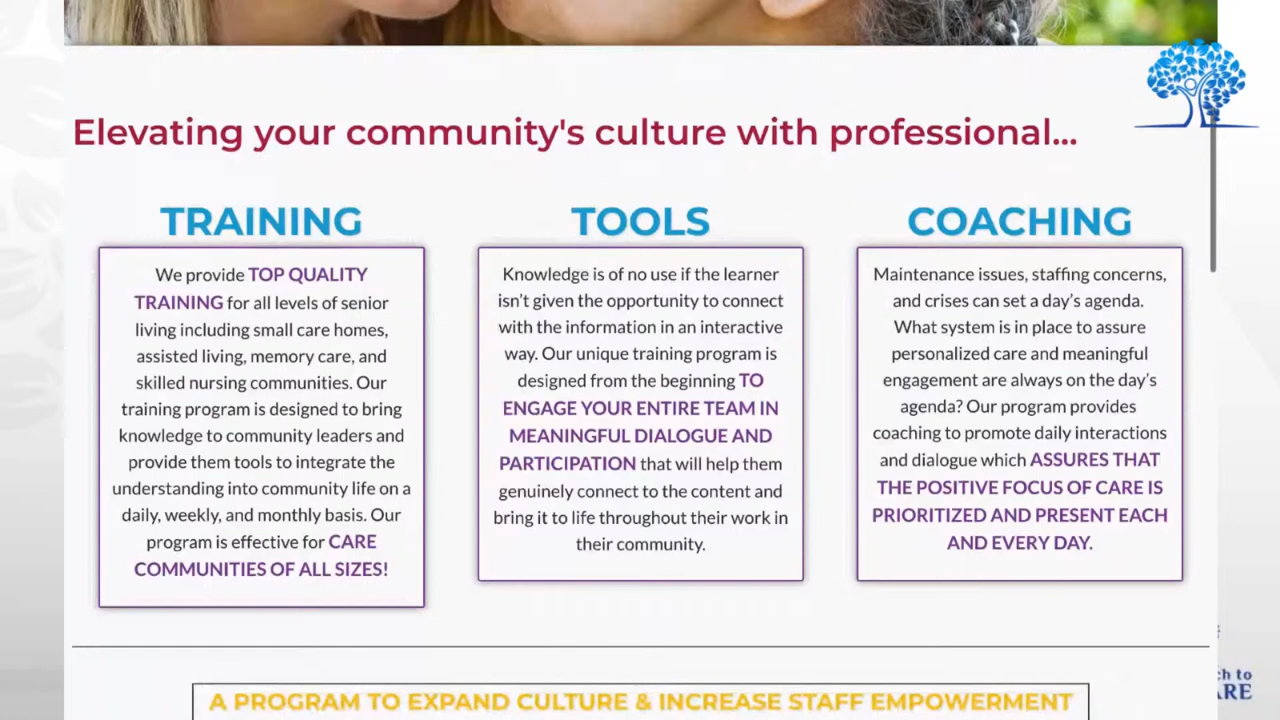 Elevating your community's culture with professional...
TRAINING
We provide TOP QUALITY
TRAINING for all levels of senior
living including small care homes,
assisted living, memory care, and
skilled nursing communities. Our
training program is designed to bring
knowledge to community leaders and
provide them tools to integrate the
understanding into community life on a
daily, weekly, and monthly basis. Our
program is effective for CARE
COMMUNITIES OF ALL SIZES!
TOOLS
Knowledge is of no use if the learner
isn’t given the opportunity to connect
with the information in an interactive
way. Our unique training program is
designed from the beginning TO
ENGAGE YOUR ENTIRE TEAM IN
MEANINGFUL DIALOGUE AND
PARTICIPATION that will help them
genuinely connect to the content and
bring it to life throughout their work in
their community.
COACHING
Maintenance issues, staffing concerns,
and crises can set a day’s agenda.
What system is in place to assure
personalized care and meaningful
engagement are always on the day’s
agenda? Our program provides
coaching to promote daily interactions
and dialogue which ASSURES THAT
THE POSITIVE FOCUS OF CARE IS
PRIORITIZED AND PRESENT EACH
AND EVERY DAY.
A PROGRAM TO EXPAND CULTURE & INCREASE STAFF EMPOWERMENT
to